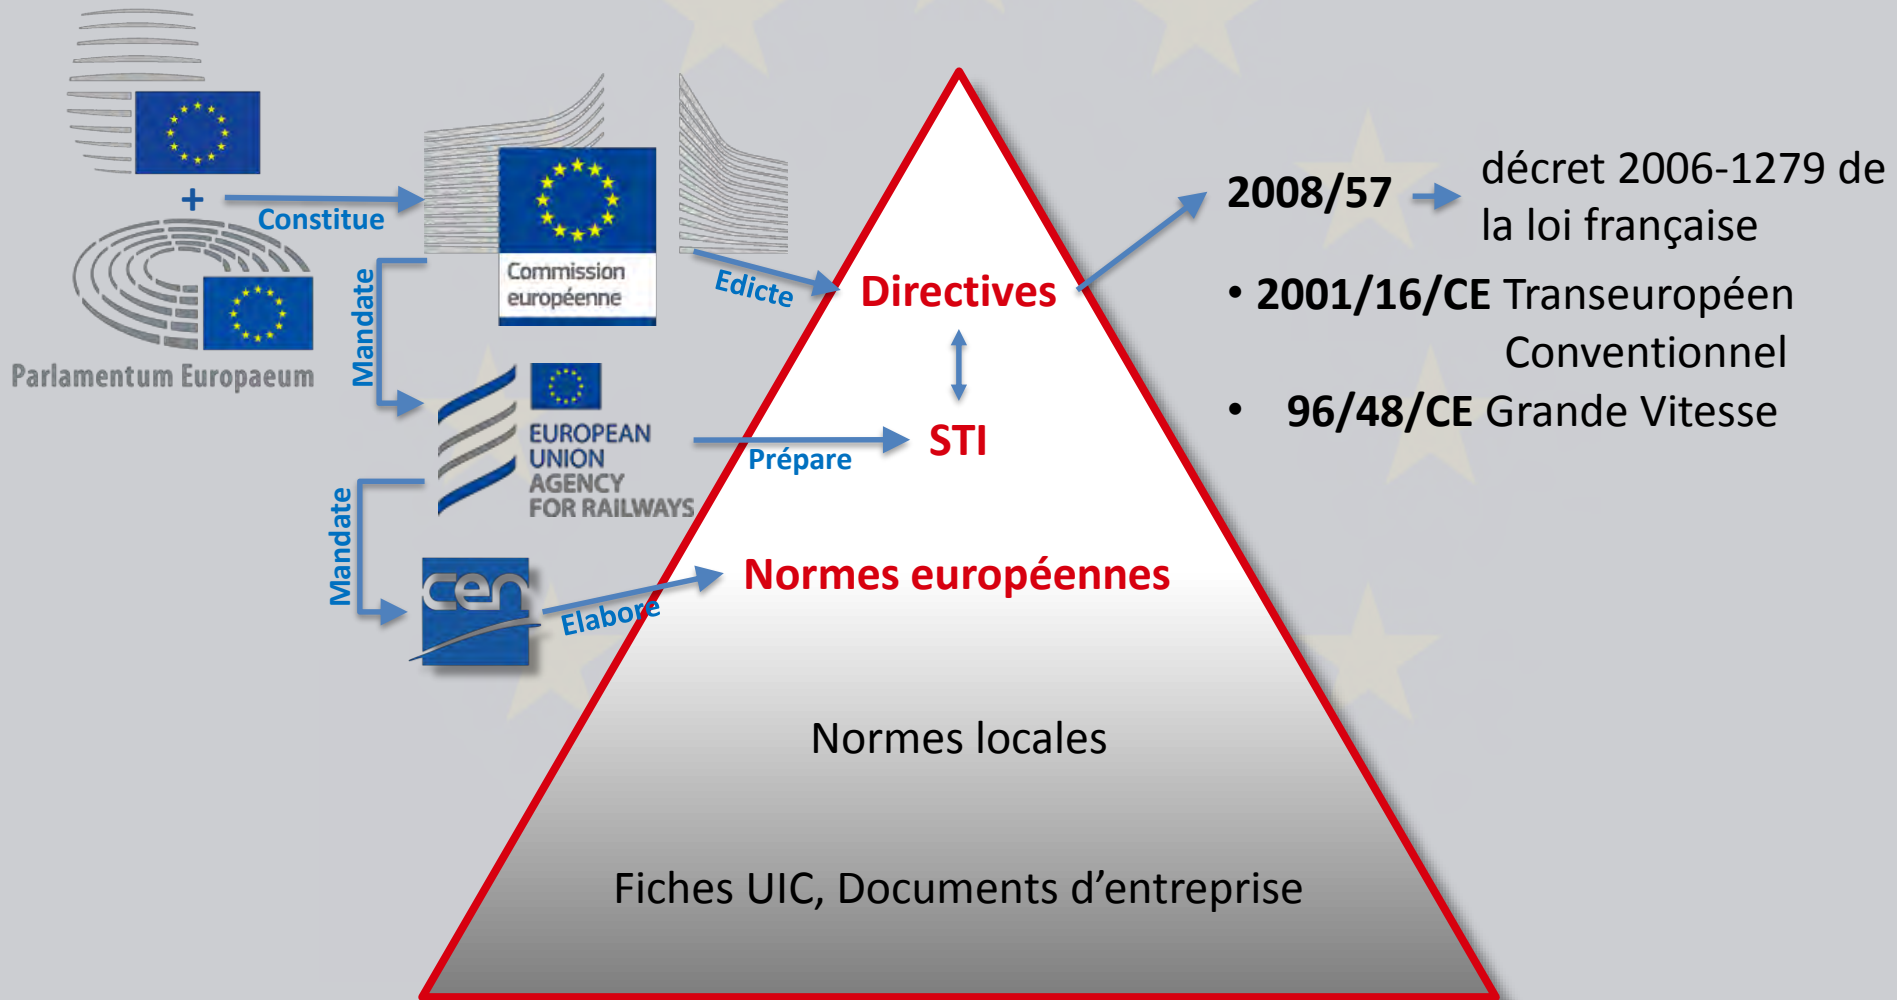 +
Constitue
Parlamentum Europaeum
Commission
européenne
Mandate
Edicte
EUROPEAN
UNION
AGENCY
FOR RAILWAYS
Mandate
Prépare
cen
Elabore
Directives
STI
Normes européennes
Normes locales
Fiches UIC, Documents d’entreprise
2008/57
décret 2006-1279 de
la loi française
• 2001/16/CE Transeuropéen
Conventionnel
• 96/48/CE Grande Vitesse